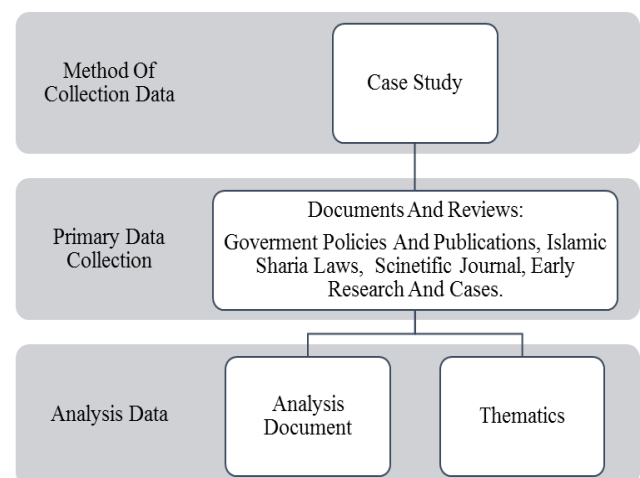 Method Of
Collection Data
Case Study
Primary Data
Collection
Documents And Reviews:
Goverment Policies And Publications, Islamic
Sharia Laws, Scinetific Journal, Early
Research And Cases.
Analysis Data
Analysis
Document
Thematics